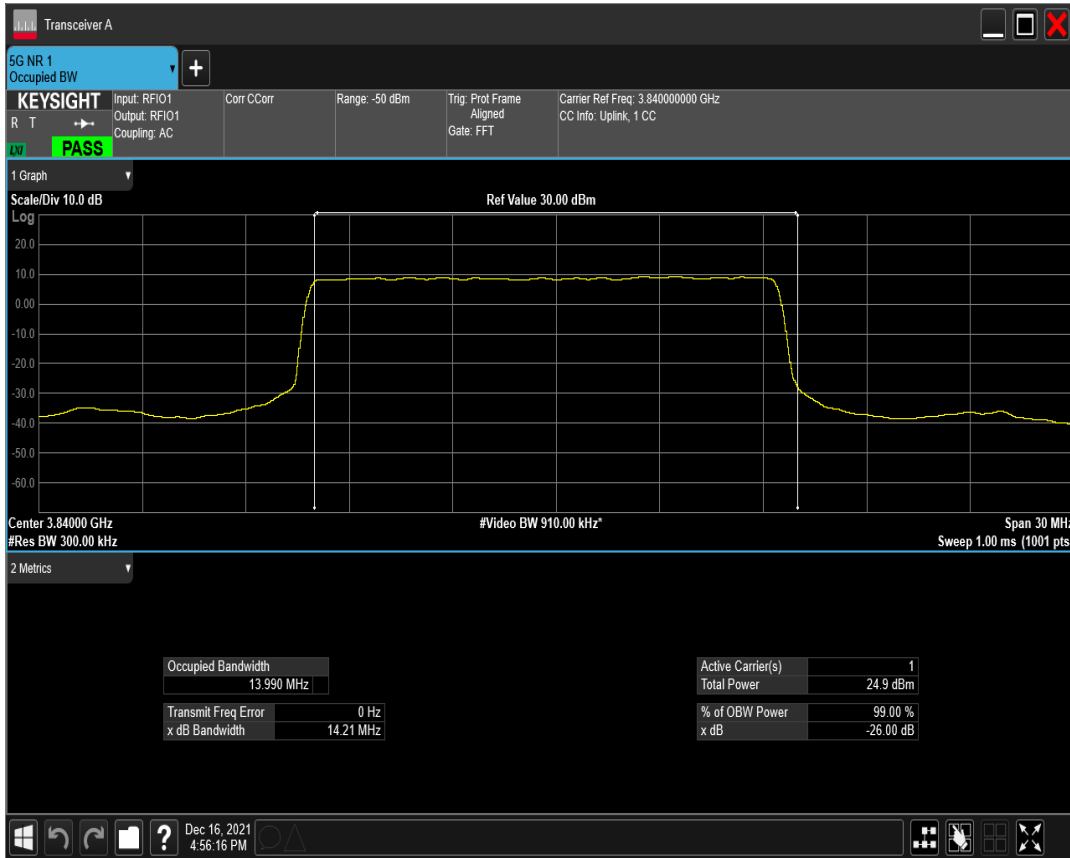 Transceiver A
5G NR 1
Occupied BW
+
KEYSIGHT
R T
LXI
PASS
Input: RFIO1
Output: RFIO1
Coupling: AC
Corr CCorr
Range: -50 dBm
Trig: Prot Frame
Aligned
Gate: FFT
Carrier Ref Freq: 3.840000000 GHz
CC Info: Uplink, 1 CC
1 Graph
Scale/Div 10.0 dB
Ref Value 30.00 dBm
Log
20.0
10.0
0.00
-10.0
-20.0
-30.0
-40.0
-50.0
-60.0
Center 3.84000 GHz
#Video BW 910.00 kHz*
Span 30 MHz
#Res BW 300.00 kHz
Sweep 1.00 ms (1001 pts
2 Metrics
Occupied Bandwidth
13.990 MHz
Transmit Freq Error 0 Hz
x dB Bandwidth 14.21 MHz
Active Carrier(s) 1
Total Power 24.9 dBm
% of OBW Power 99.00 %
x dB -26.00 dB
?
Dec 16, 2021
4:56:16 PM